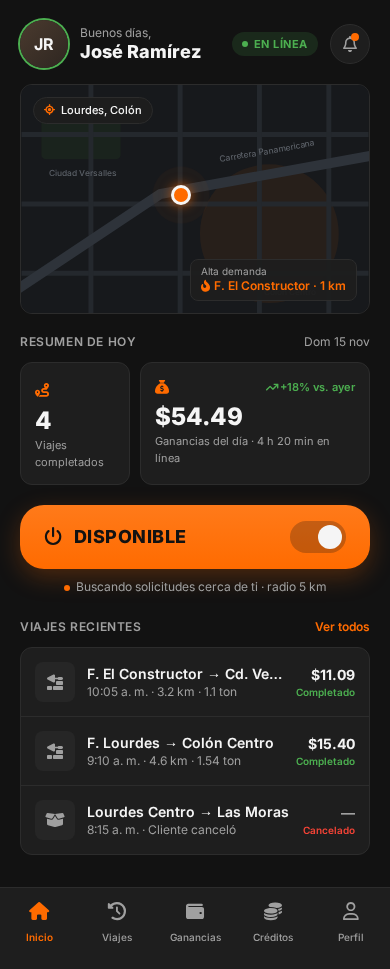 JR
Buenos días,
José Ramírez
EN LÍNEA
Lourdes, Colón
Carretera Panamericana
Ciudad Versalles
Alta demanda
F. El Constructor · 1 km
RESUMEN DE HOY
Dom 15 nov
4
Viajes
completados
+18% vs. ayer
$54.49
Ganancias del día · 4 h 20 min en
línea
DISPONIBLE
Buscando solicitudes cerca de ti · radio 5 km
VIAJES RECIENTES
Ver todos
F. El Constructor → Cd. Ve...
$11.09
10:05 a. m. · 3.2 km · 1.1 ton
Completado
F. Lourdes → Colón Centro
$15.40
9:10 a. m. · 4.6 km · 1.54 ton
Completado
Lourdes Centro → Las Moras
—
8:15 a. m. · Cliente canceló
Cancelado
Inicio
Viajes
Ganancias
Créditos
Perfil